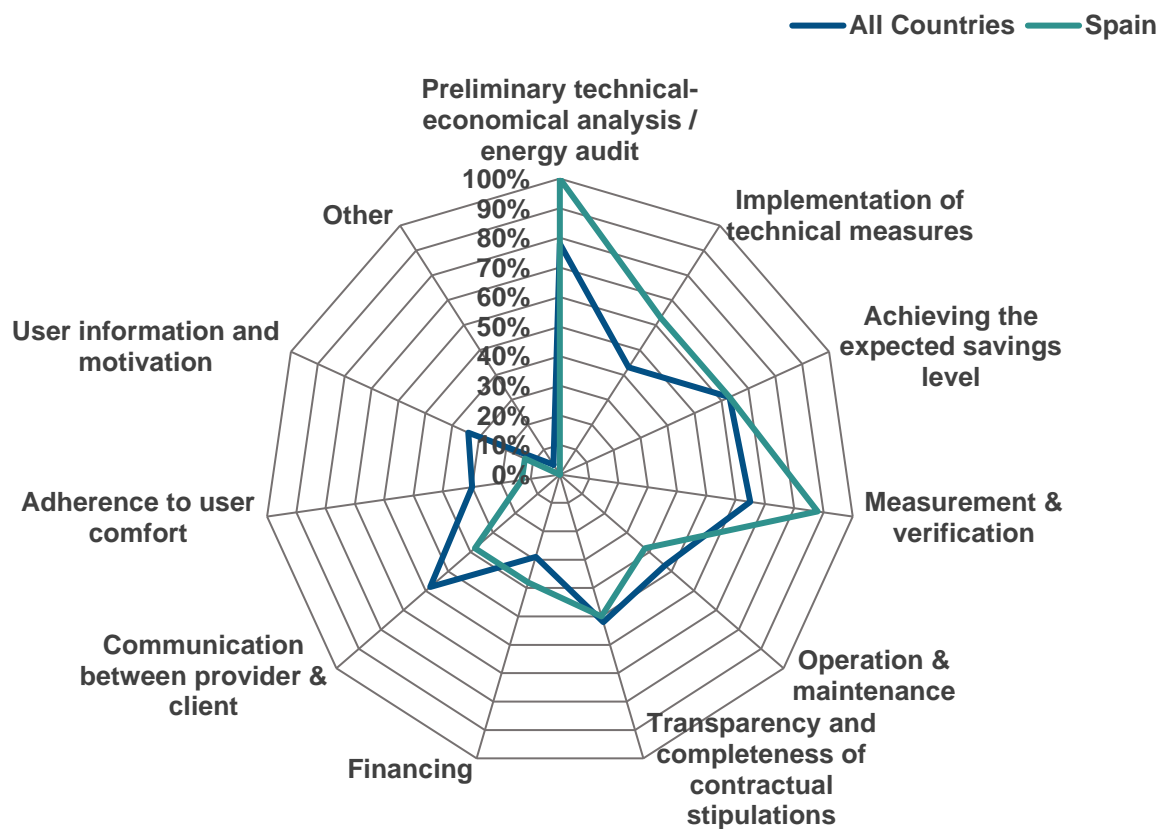 All Countries
Spain
Preliminary technical-
economical analysis /
energy audit
100%
90%
80%
70%
60%
50%
40%
30%
20%
10%
0%
Implementation of
technical measures
Achieving the
expected savings
level
Measurement &
verification
Operation &
maintenance
Transparency and
completeness of
contractual
stipulations
Financing
Communication
between provider &
client
Adherence to user
comfort
User information and
motivation
Other